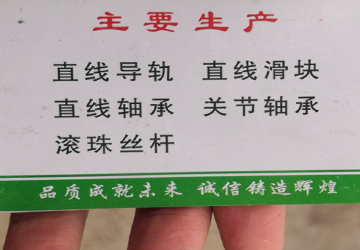 主要生产
直线导轨 直线滑块
直线轴承 关节轴承
滚珠丝杆
品质成就未来 诚信铸造辉煌